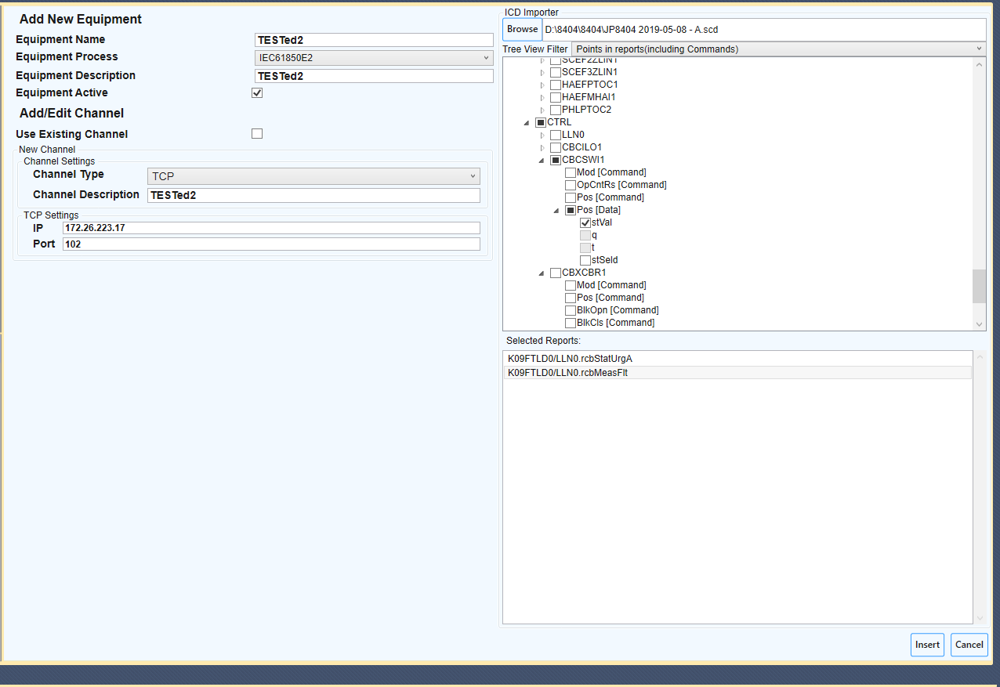 Add New Equipment
Equipment Name TESTed2
Equipment Process IEC61850E2
Equipment Description TESTed2
Equipment Active
Add/Edit Channel
Use Existing Channel
New Channel
Channel Settings
Channel Type TCP
Channel Description TESTed2
TCP Settings
IP 172.26.223.17
Port 102
ICD Importer
Browse D:\8404\8404\JP8404 2019-05-08 - A.scd
Tree View Filter Points in reports(including Commands)
SCEF2ZLIN1
SCEF3ZLIN1
HAEFPTOC1
HAEFMHAI1
PHLPTOC2
CTRL
LLN0
CBCILO1
CBCSWI1
Mod [Command]
OpCntRs [Command]
Pos [Command]
Pos [Data]
stVal
q
t
stSeld
CBXCBR1
Mod [Command]
Pos [Command]
BlkOpn [Command]
BlkCls [Command]
Selected Reports:
K09FTLD0/LLN0.rcbStatUrgA
K09FTLD0/LLN0.rcbMeasFlt
Insert Cancel